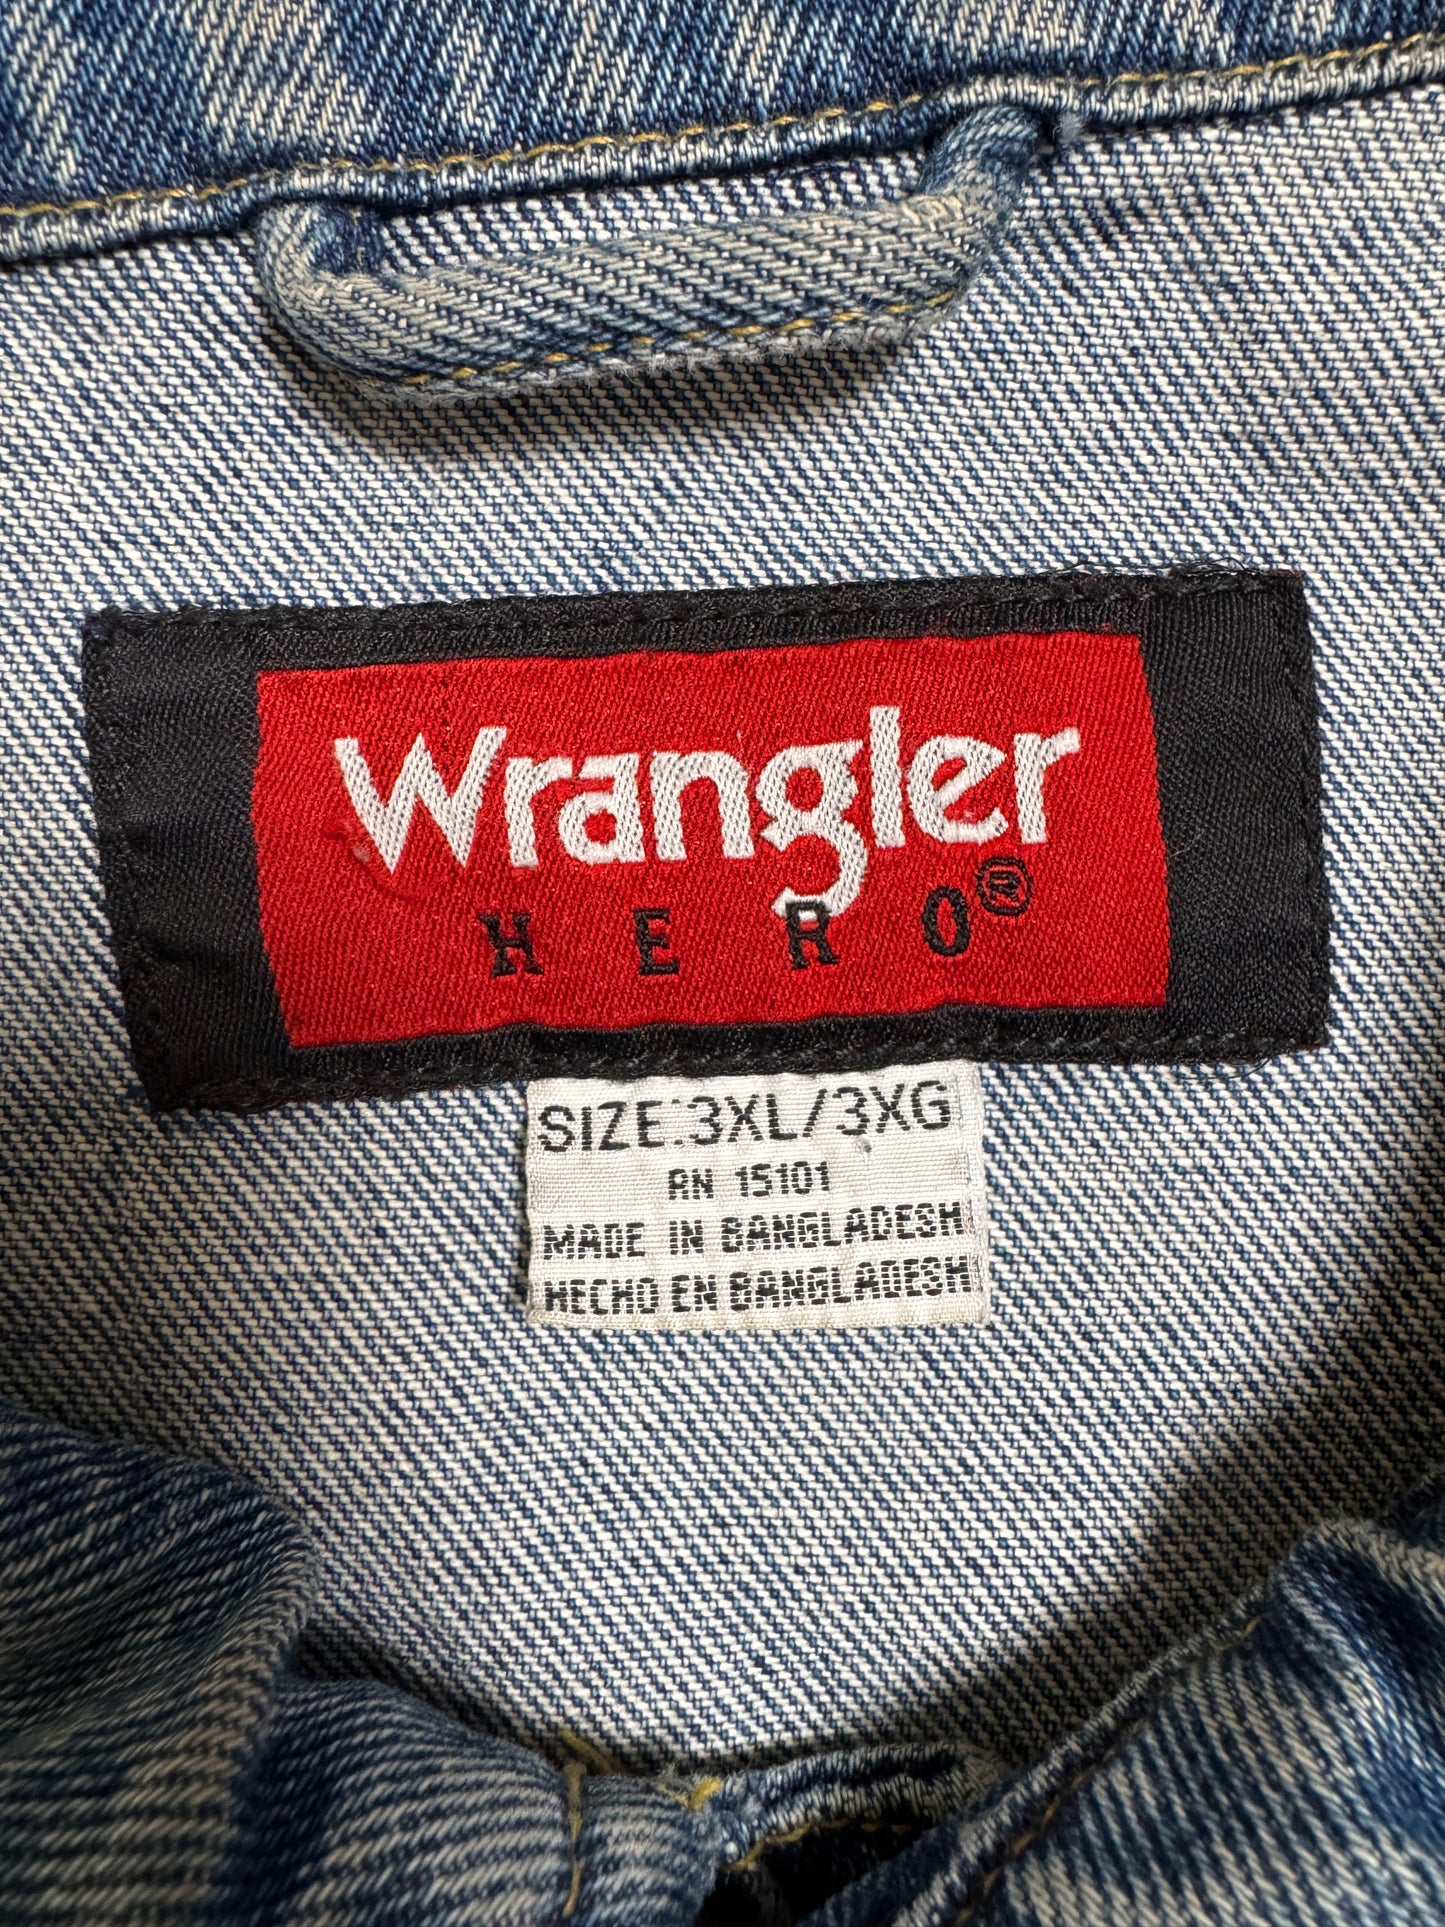 Wrangler
HERO®
SIZE:3XL/3XG
RN 15101
MADE IN BANGLADESH
HECHO EN BANGLADESH